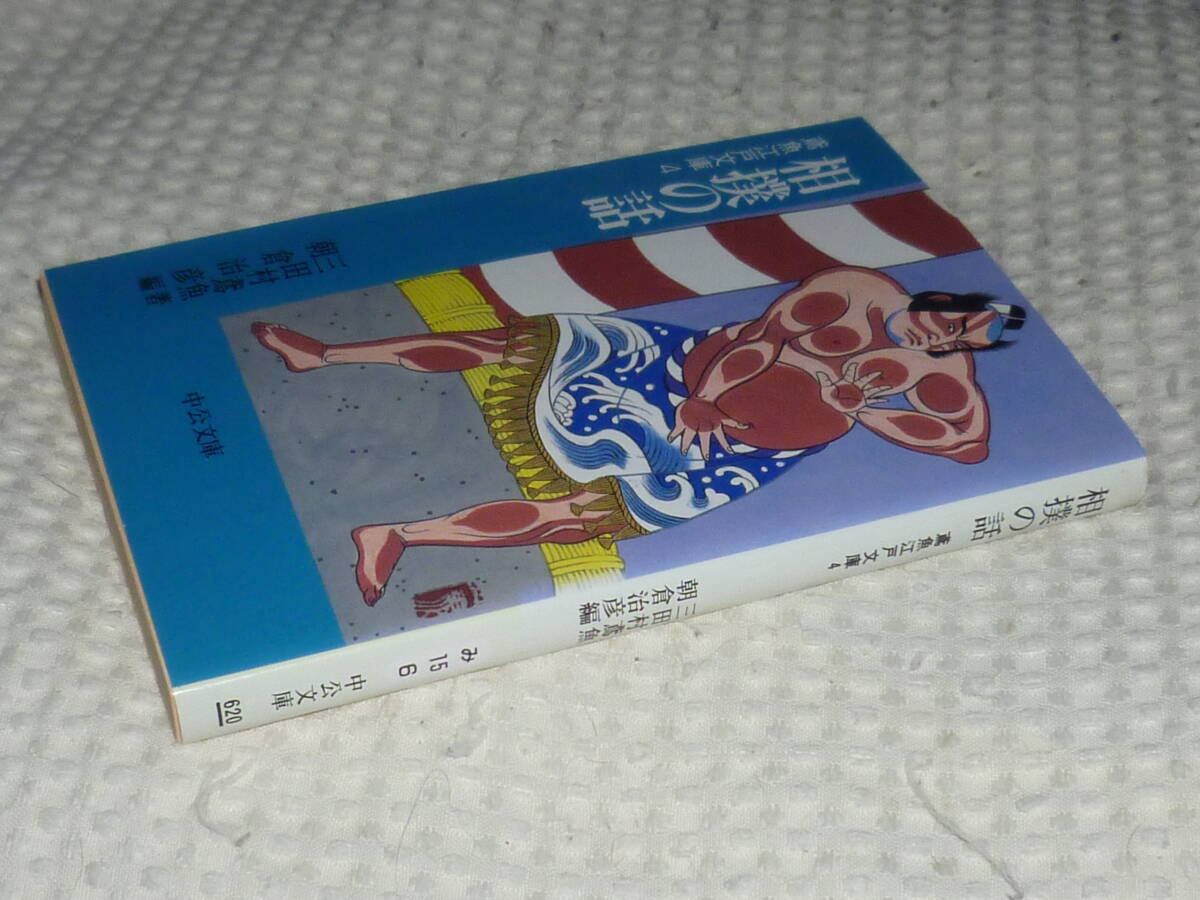 相撲の話
鳶魚江戸文庫4
三田村鳶魚 著
朝倉治彦 編
中公文庫
相撲の話 鳶魚江戸文庫4
三田村鳶魚
朝倉治彦編
み 15 6
中公文庫
620